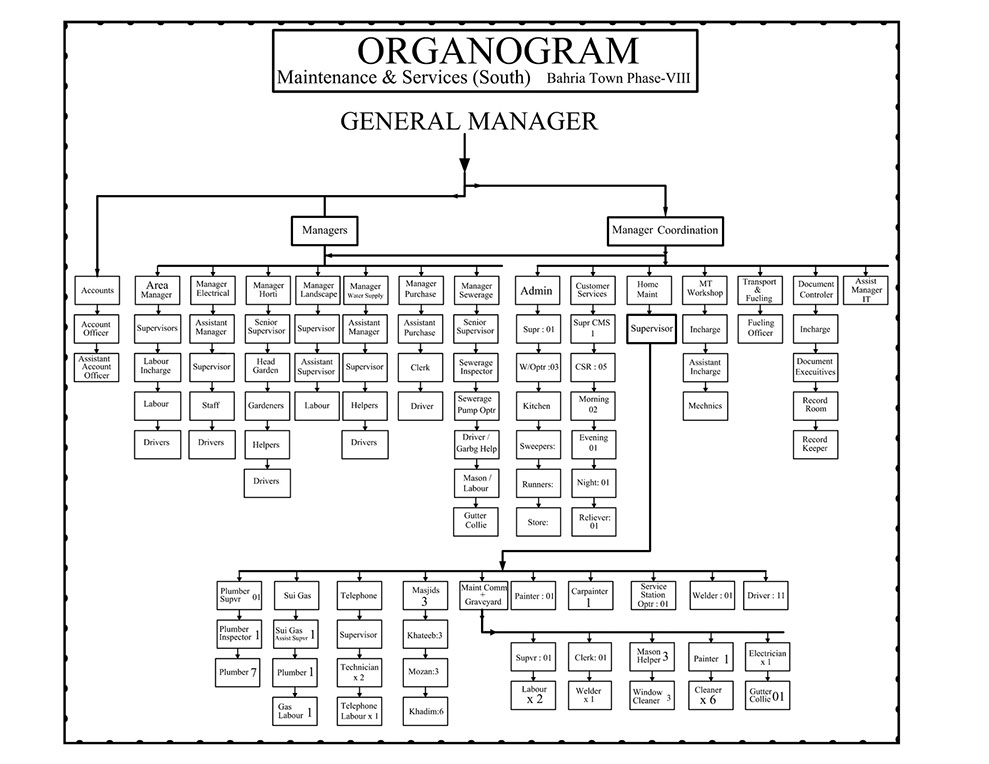 ORGANOGRAM
Maintenance & Services (South) Bahria Town Phase-VIII
GENERAL MANAGER
Managers
Manager Coordination
Accounts
Account
Officer
Assistant
Account
Officer
Area
Manager
Supervisors
Labour
Incharge
Labour
Drivers
Manager
Electrical
Assistant
Manager
Supervisor
Staff
Drivers
Manager
Horti
Senior
Supervisor
Head
Garden
Gardeners
Helpers
Drivers
Manager
Landscape
Supervisor
Assistant
Supervisor
Labour
Manager
Water Supply
Assistant
Manager
Supervisor
Helpers
Drivers
Manager
Purchase
Assistant
Purchase
Clerk
Driver
Manager
Sewerage
Senior
Supervisor
Sewerage
Inspector
Sewerage
Pump Optr
Driver /
Garbg Help
Mason /
Labour
Gutter
Collie
Admin
Supr : 01
W/Optr :03
Kitchen
Sweepers:
Runners:
Store:
Customer
Services
Supr CMS
1
CSR : 05
Morning
02
Evening
01
Night: 01
Reliever:
01
Home
Maint
Supervisor
MT
Workshop
Incharge
Assistant
Incharge
Mechnics
Transport
&
Fueling
Fueling
Officer
Document
Controler
Incharge
Document
Execuitives
Record
Room
Record
Keeper
Assist
Manager
IT
Plumber
Supvr 01
Plumber
Inspector 1
Plumber 7
Sui Gas
Sui Gas
Assist Supvr 1
Plumber 1
Gas
Labour 1
Telephone
Supervisor
Technician
x 2
Telephone
Labour x 1
Masjids
3
Khateeb:3
Mozan:3
Khadim:6
Maint Comm
+
Graveyard
Painter : 01
Carpainter
1
Service
Station
Optr : 01
Welder : 01
Driver : 11
Supvr : 01
Labour
x 2
Clerk: 01
Welder
x 1
Mason
Helper 3
Window
Cleaner 3
Painter 1
Cleaner
x 6
Electrician
x 1
Gutter
Collie 01